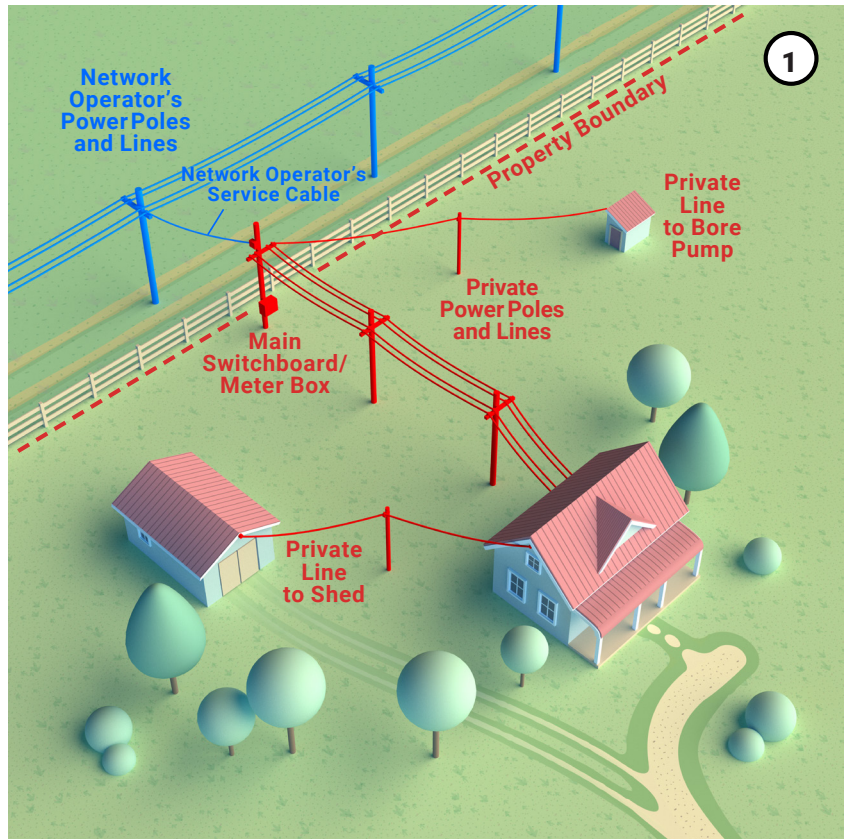 1
Network
Operator's
Power Poles
and Lines
Network Operator's
Service Cable
Property Boundary
Private
Line
to Bore
Pump
Private
Power Poles
and Lines
Main
Switchboard/
Meter Box
Private
Line
to Shed